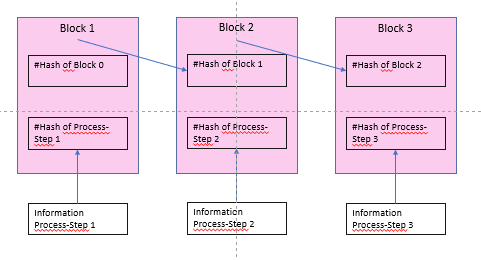 Block 1
Block 2
Block 3
#Hash of Block 0
#Hash of Block 1
#Hash of Block 2
#Hash of Process-
Step 1
#Hash of Process-
Step 2
#Hash of Process-
Step 3
Information
Process-Step 1
Information
Process-Step 2
Information
Process-Step 3